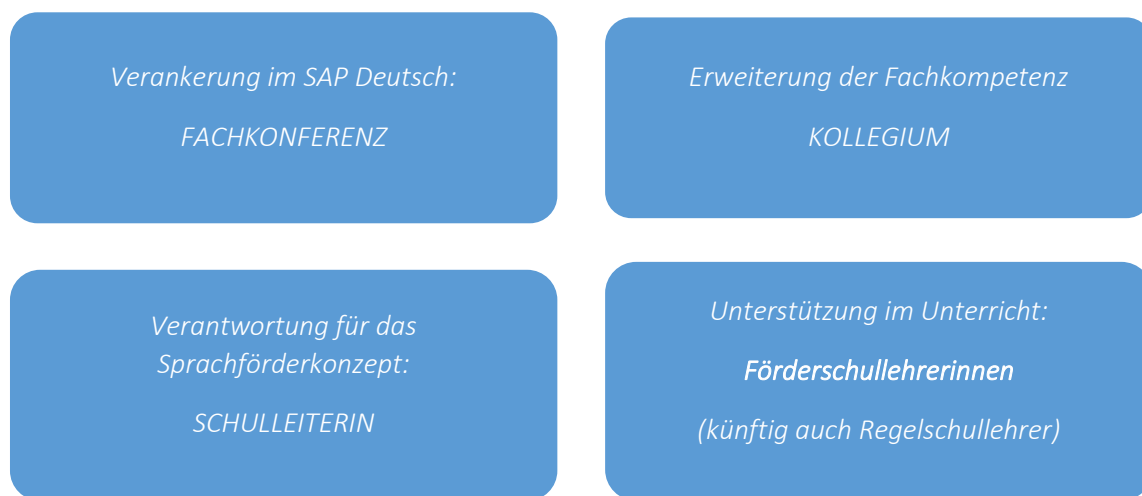 Verankerung im SAP Deutsch:
FACHKONFERENZ
Erweiterung der Fachkompetenz
KOLLEGIUM
Verantwortung für das
Sprachförderkonzept:
SCHULLEITERIN
Unterstützung im Unterricht:
Förderschullehrerinnen
(künftig auch Regelschullehrer)